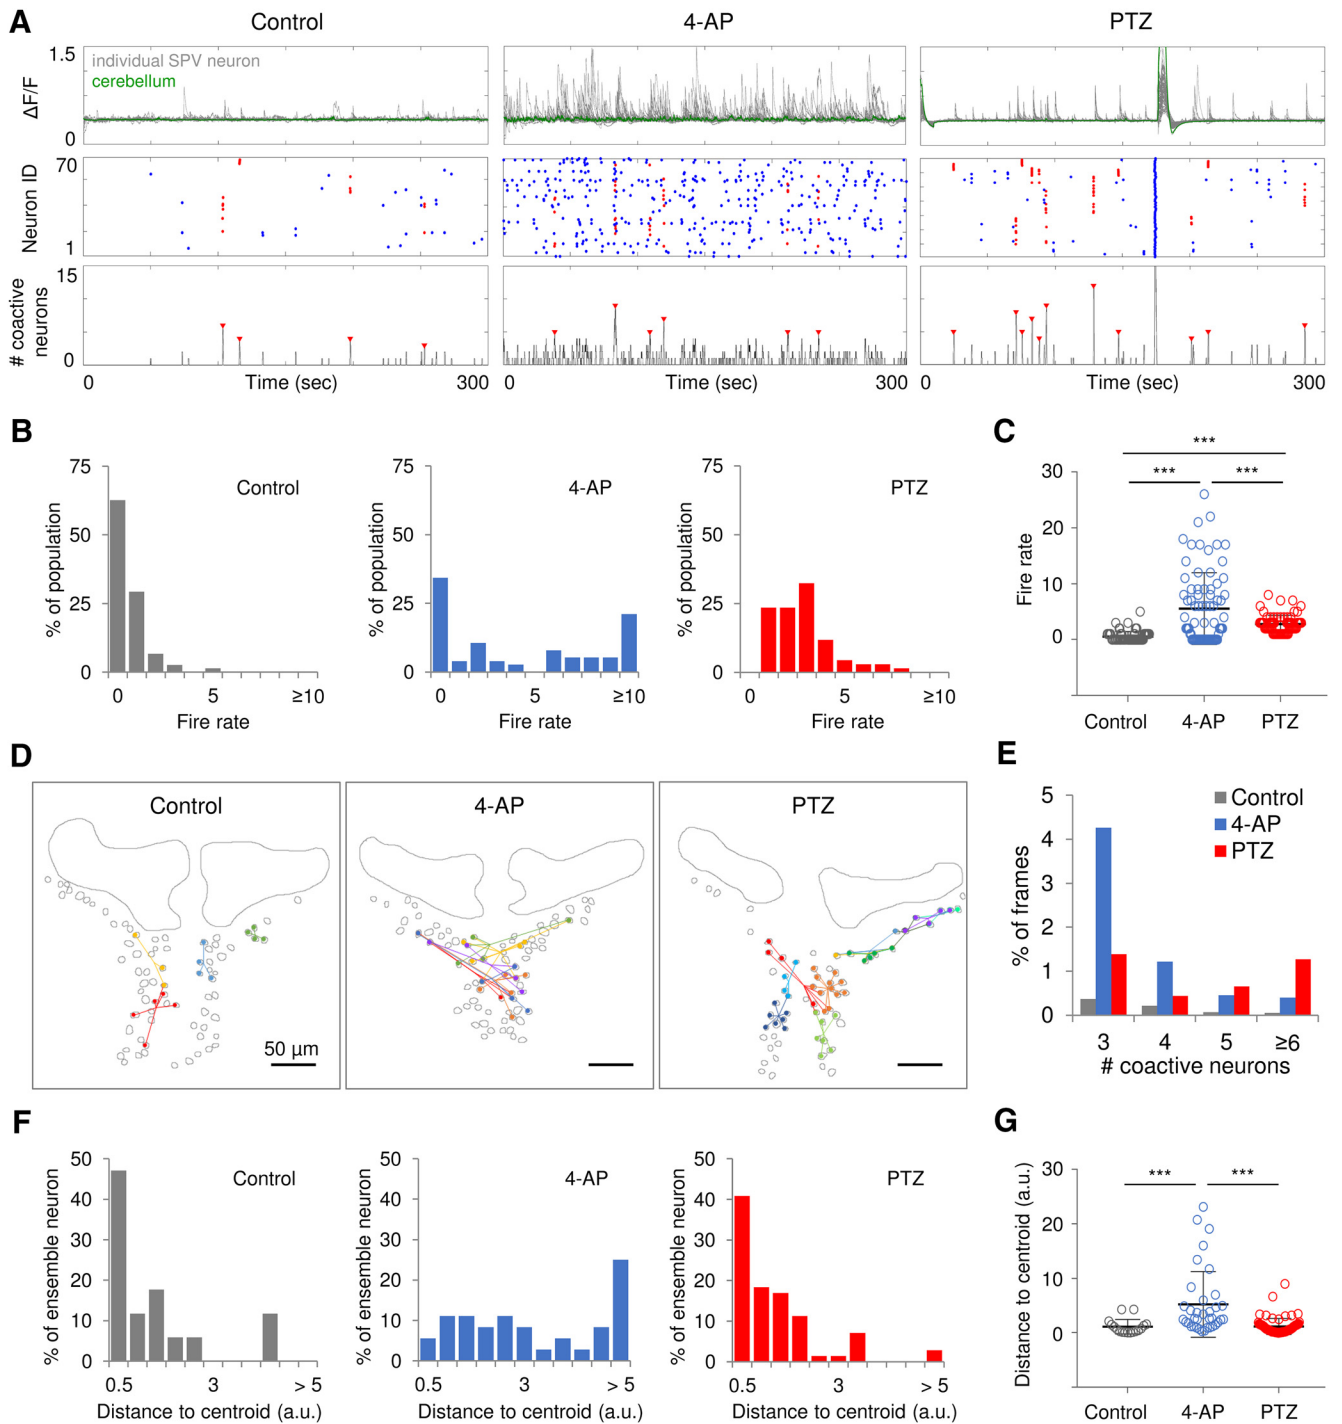 A
Control
4-AP
PTZ
1.5
individual SPV neuron
cerebellum
ΔF/F
0
70
Neuron ID
1
15
# coactive
neurons
0
0
Time (sec)
300
0
Time (sec)
300
0
Time (sec)
300
B
75
50
25
0
% of population
Control
0
5
≥10
Fire rate
75
50
25
0
% of population
4-AP
0
5
≥10
Fire rate
75
50
25
0
% of population
PTZ
0
5
≥10
Fire rate
C
***
***
***
30
20
10
0
Fire rate
Control
4-AP
PTZ
D
Control
50 µm
4-AP
PTZ
E
5
4
3
2
1
0
% of frames
Control
4-AP
PTZ
3
4
5
≥6
# coactive neurons
F
50
40
30
20
10
0
% of ensemble neuron
Control
0.5
3
> 5
Distance to centroid (a.u.)
50
40
30
20
10
0
% of ensemble neuron
4-AP
0.5
3
> 5
Distance to centroid (a.u.)
50
40
30
20
10
0
% of ensemble neuron
PTZ
0.5
3
> 5
Distance to centroid (a.u.)
G
***
***
30
20
10
0
Distance to centroid (a.u.)
Control
4-AP
PTZ